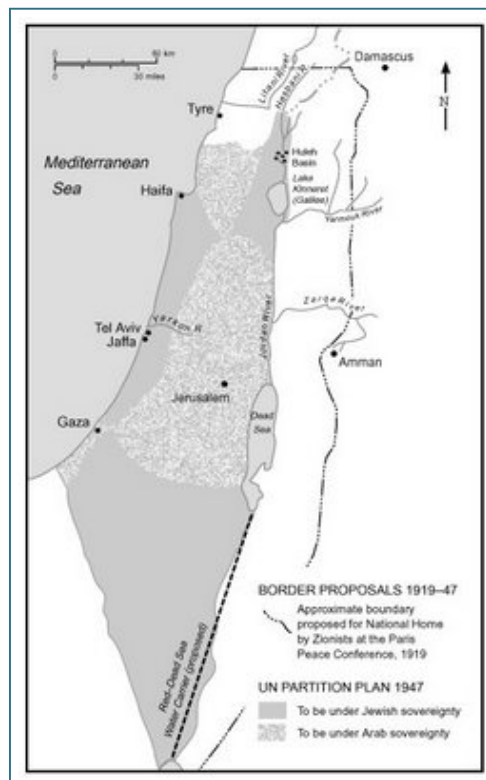 0 60 km
0 30 miles
Damascus
N
Litani River
Hasbani R.
Tyre
Mediterranean
Sea
Huleh
Basin
Lake
Kinneret
(Galilee)
Haifa
Yarmouk River
Zarqa River
Yarkon R.
Tel Aviv
Jaffa
Jordan River
Amman
Jerusalem
Gaza
Dead
Sea
Red-Dead Sea
Water Carrier (proposed)
BORDER PROPOSALS 1919–47
Approximate boundary
proposed for National Home
by Zionists at the Paris
Peace Conference, 1919
UN PARTITION PLAN 1947
To be under Jewish sovereignty
To be under Arab sovereignty